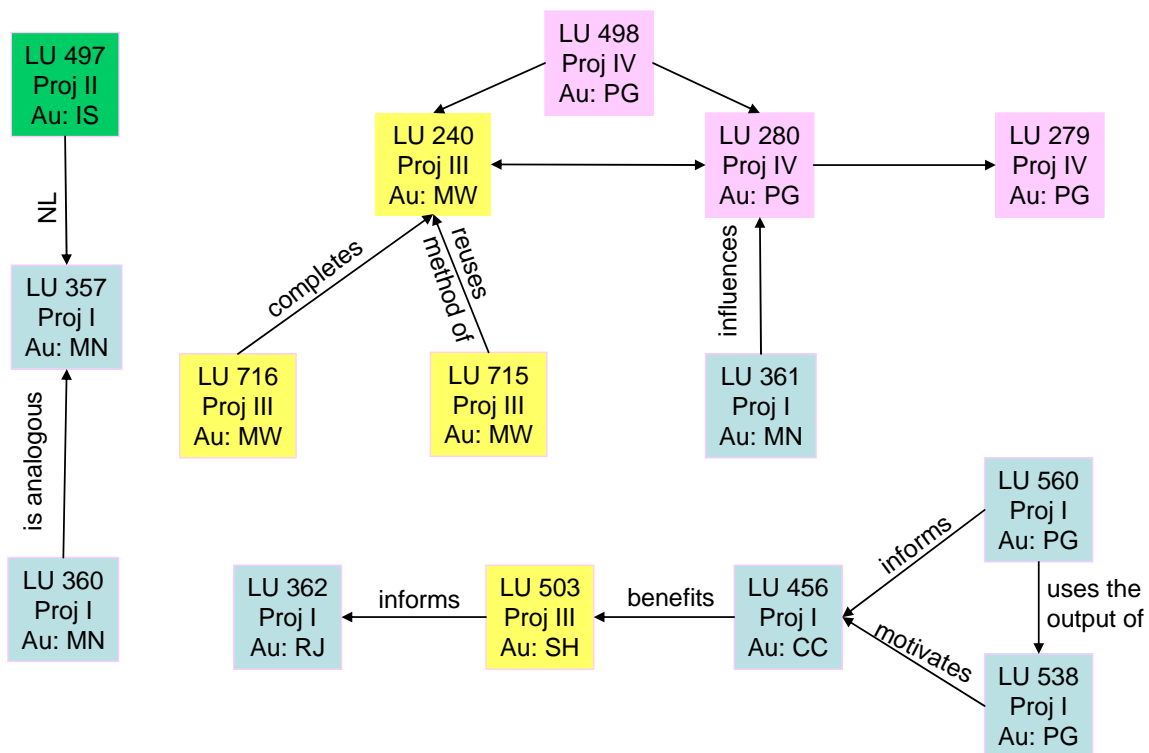 LU 497
Proj II
Au: IS
LU 498
Proj IV
Au: PG
LU 240
Proj III
Au: MW
LU 280
Proj IV
Au: PG
LU 279
Proj IV
Au: PG
NL
completes
reuses
method of
influences
LU 357
Proj I
Au: MN
LU 716
Proj III
Au: MW
LU 715
Proj III
Au: MW
LU 361
Proj I
Au: MN
is analogous
LU 560
Proj I
Au: PG
informs
LU 360
Proj I
Au: MN
LU 362
Proj I
Au: RJ
informs
LU 503
Proj III
Au: SH
benefits
LU 456
Proj I
Au: CC
uses the
output of
motivates
LU 538
Proj I
Au: PG